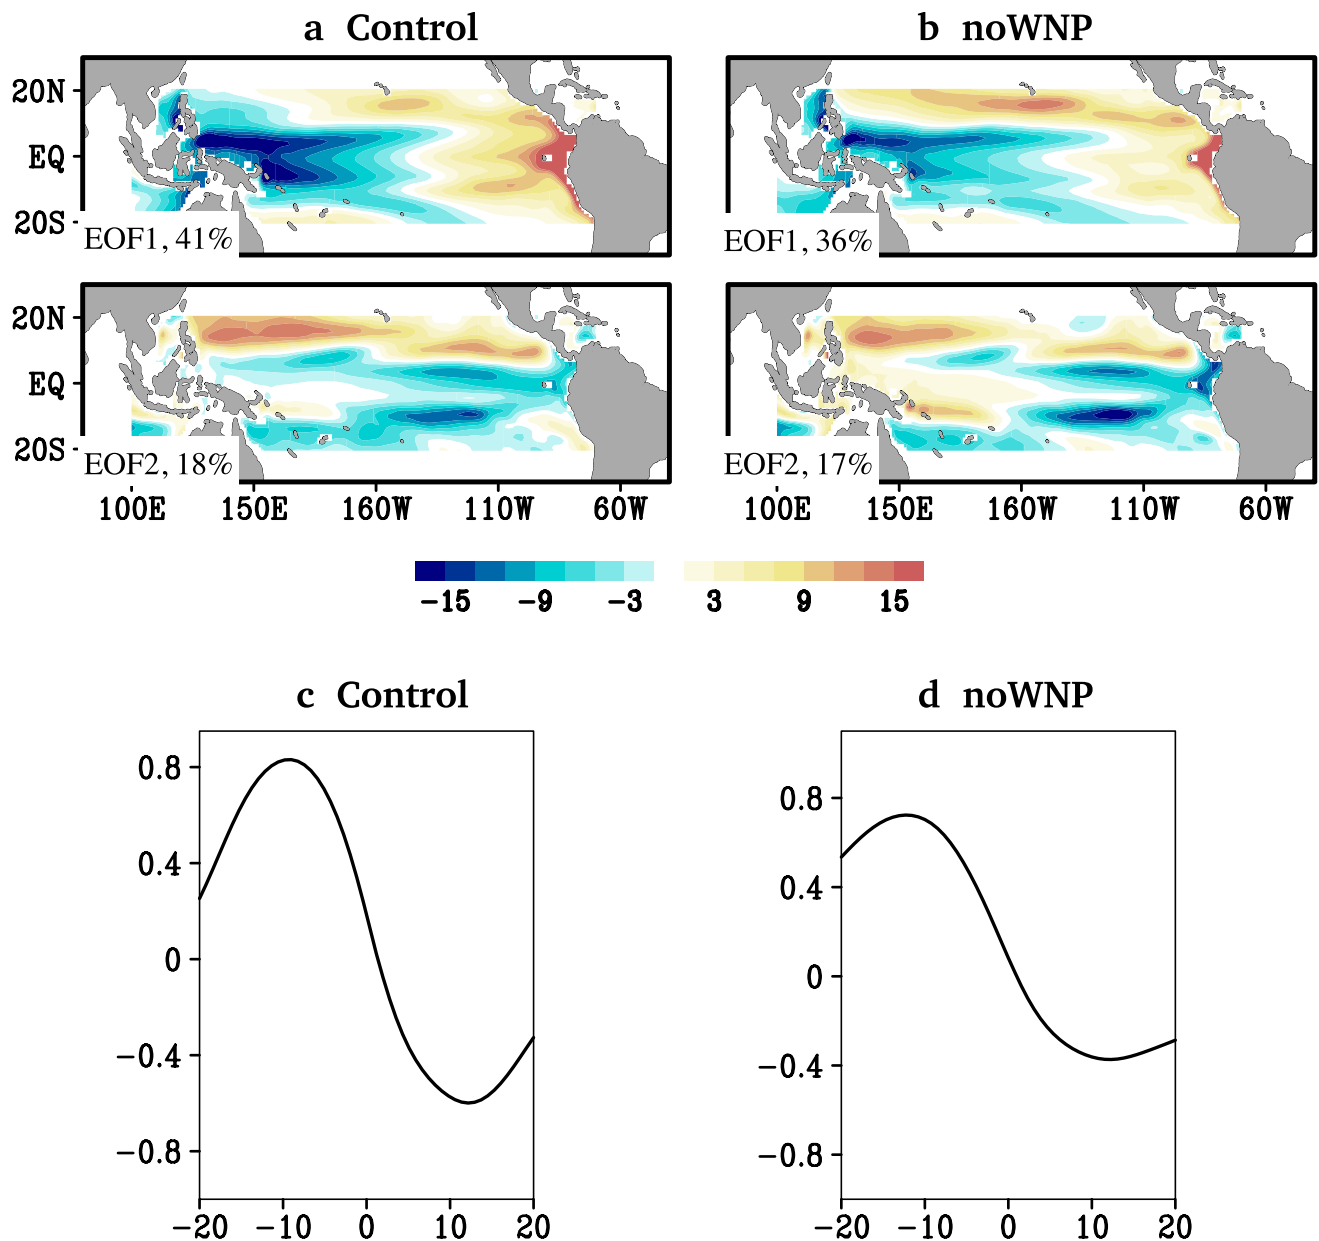 a Control
b noWNP
20N
EQ
20S
EOF1, 41%
EOF1, 36%
20N
EQ
20S
EOF2, 18%
EOF2, 17%
100E 150E 160W 110W 60W
100E 150E 160W 110W 60W
-15 -9 -3 3 9 15
c Control
d noWNP
0.8
0.4
0
-0.4
-0.8
-20 -10 0 10 20
0.8
0.4
0
-0.4
-0.8
-20 -10 0 10 20